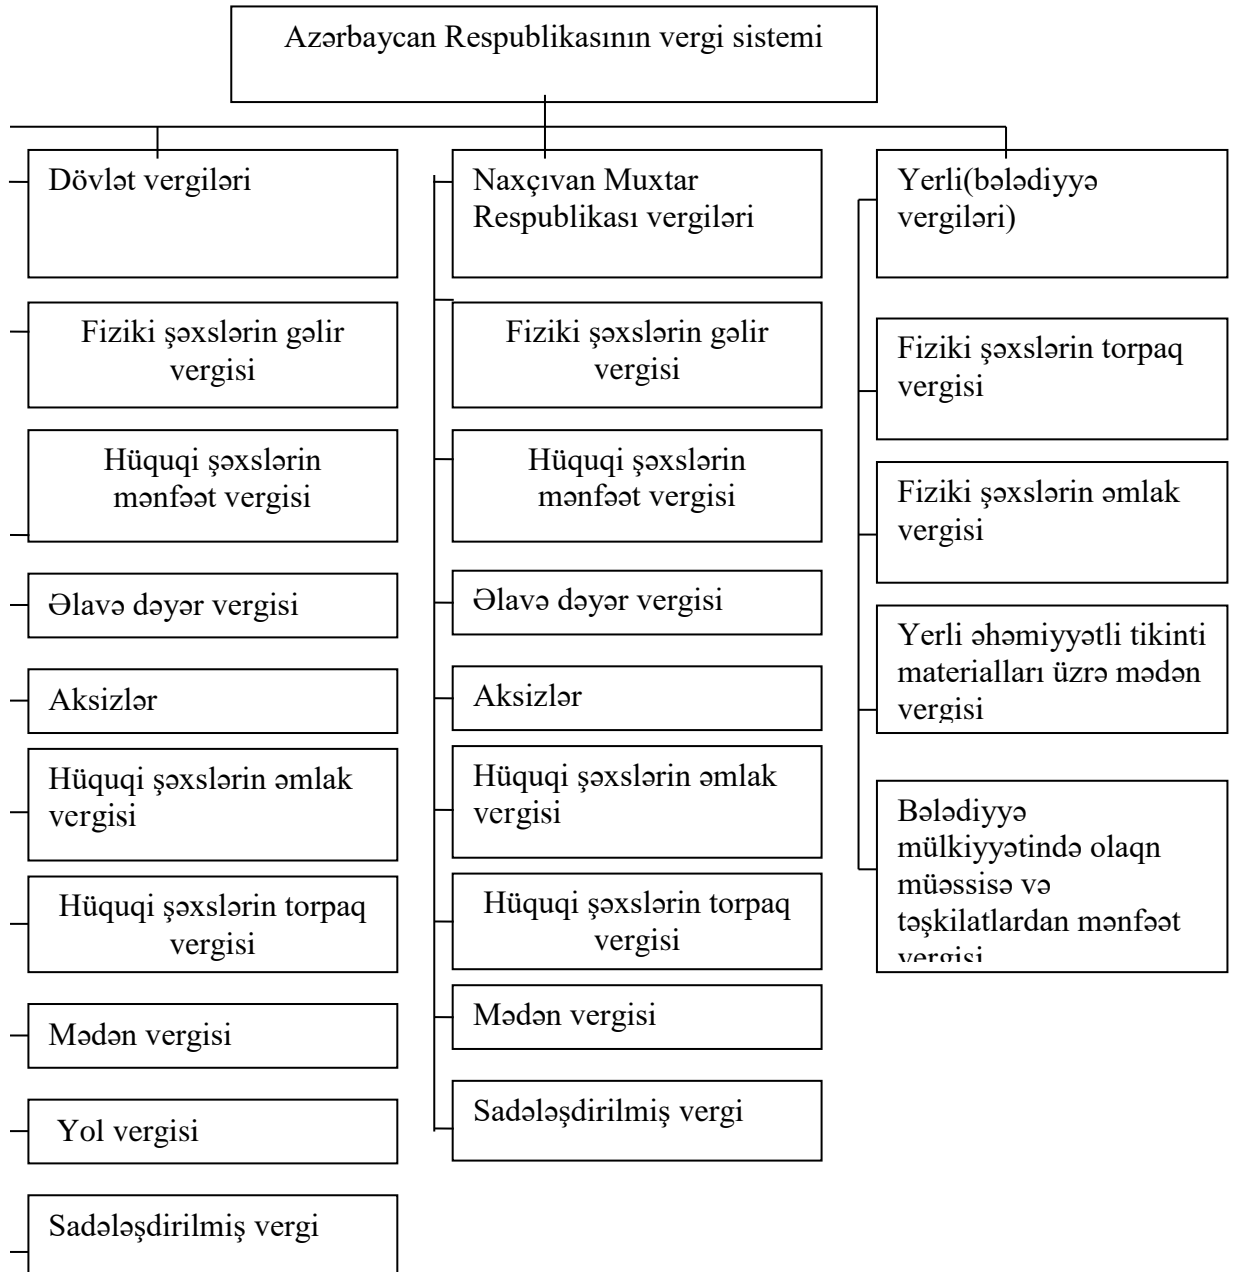 Azərbaycan Respublikasının vergi sistemi
Dövlət vergiləri
Fiziki şəxslərin gəlir
vergisi
Hüquqi şəxslərin
mənfəət vergisi
Əlavə dəyər vergisi
Aksizlər
Hüquqi şəxslərin əmlak
vergisi
Hüquqi şəxslərin torpaq
vergisi
Mədən vergisi
Yol vergisi
Sadələşdirilmiş vergi
Naxçıvan Muxtar
Respublikası vergiləri
Fiziki şəxslərin gəlir
vergisi
Hüquqi şəxslərin
mənfəət vergisi
Əlavə dəyər vergisi
Aksizlər
Hüquqi şəxslərin əmlak
vergisi
Hüquqi şəxslərin torpaq
vergisi
Mədən vergisi
Sadələşdirilmiş vergi
Yerli(bələdiyyə
vergiləri)
Fiziki şəxslərin torpaq
vergisi
Fiziki şəxslərin əmlak
vergisi
Yerli əhəmiyyətli tikinti
materialları üzrə mədən
vergisi
Bələdiyyə
mülkiyyətində olaqn
müəssisə və
təşkilatlardan mənfəət
vergisi